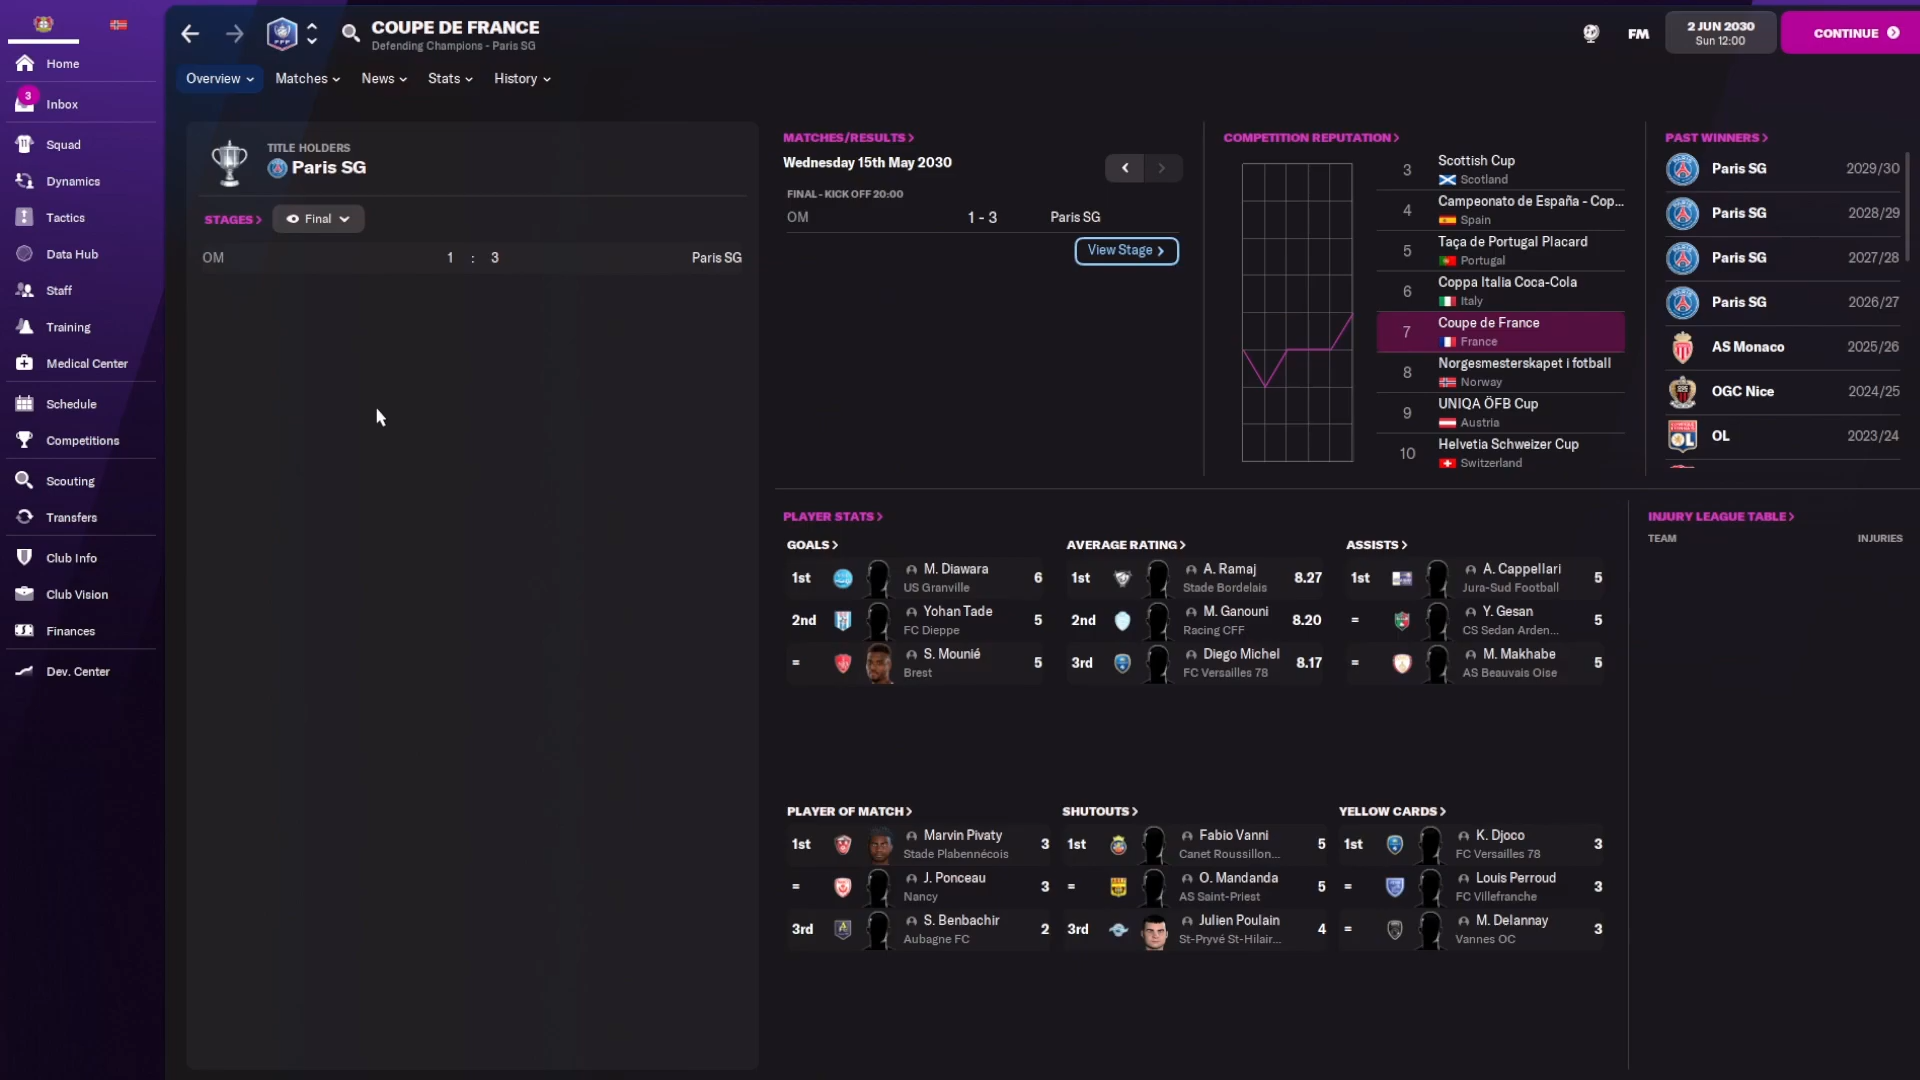 COUPE DE FRANCE
Defending Champions - Paris SG
FM
2 JUN 2030
Sun 12:00
CONTINUE
Overview
Matches
News
Stats
History
Home
3
Inbox
Squad
Dynamics
Tactics
Data Hub
Staff
Training
Medical Center
Schedule
Competitions
Scouting
Transfers
Club Info
Club Vision
Finances
Dev. Center
TITLE HOLDERS
Paris SG
STAGES
Final
OM 1 : 3 Paris SG
MATCHES/RESULTS
Wednesday 15th May 2030
FINAL - KICK OFF 20:00
OM 1 - 3 Paris SG
View Stage
COMPETITION REPUTATION
3 Scottish Cup
Scotland
4 Campeonato de España - Cop...
Spain
5 Taça de Portugal Placard
Portugal
6 Coppa Italia Coca-Cola
Italy
7 Coupe de France
France
8 Norgesmesterskapet i fotball
Norway
9 UNIQA ÖFB Cup
Austria
10 Helvetia Schweizer Cup
Switzerland
PAST WINNERS
Paris SG 2029/30
Paris SG 2028/29
Paris SG 2027/28
Paris SG 2026/27
AS Monaco 2025/26
OGC Nice 2024/25
OL 2023/24
PLAYER STATS
GOALS
1st M. Diawara 6
US Granville
2nd Yohan Tade 5
FC Dieppe
= S. Mounié 5
Brest
AVERAGE RATING
1st A. Ramaj 8.27
Stade Bordelais
2nd M. Ganouni 8.20
Racing CFF
3rd Diego Michel 8.17
FC Versailles 78
ASSISTS
1st A. Cappellari 5
Jura-Sud Football
= Y. Gesan 5
CS Sedan Arden...
= M. Makhabe 5
AS Beauvais Oise
PLAYER OF MATCH
1st Marvin Pivaty 3
Stade Plabennécois
= J. Ponceau 3
Nancy
3rd S. Benbachir 2
Aubagne FC
SHUTOUTS
1st Fabio Vanni 5
Canet Roussillon...
= O. Mandanda 5
AS Saint-Priest
3rd Julien Poulain 4
St-Pryvé St-Hilair...
YELLOW CARDS
1st K. Djoco 3
FC Versailles 78
= Louis Perroud 3
FC Villefranche
= M. Delannay 3
Vannes OC
INJURY LEAGUE TABLE
TEAM INJURIES